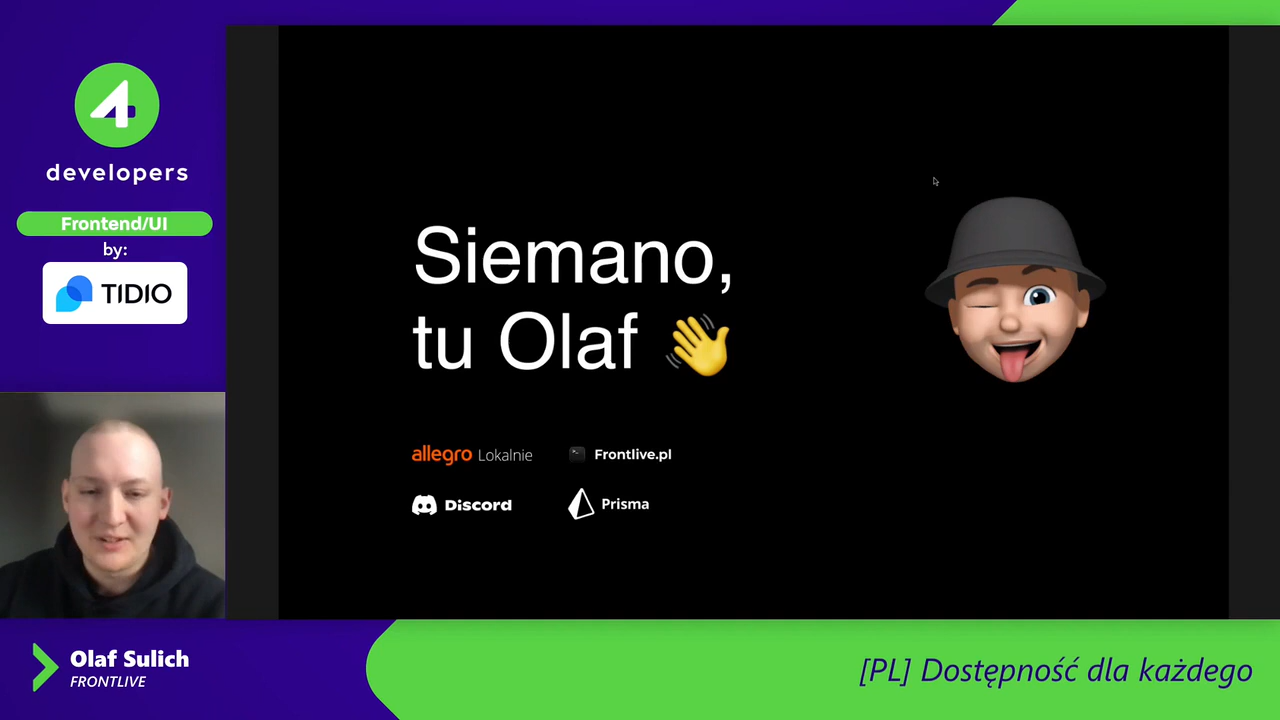 4
developers
Frontend/UI
by:
TIDIO
Siemano,
tu Olaf 👋
allegro Lokalnie
Frontlive.pl
Discord
Prisma
Olaf Sulich
FRONTLIVE
[PL] Dostępność dla każdego